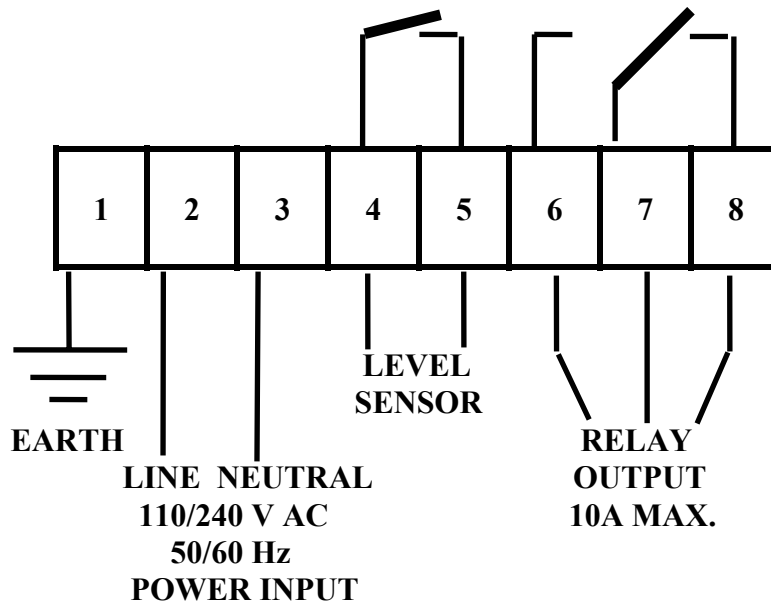 1 2 3 4 5 6 7 8
LEVEL
SENSOR
EARTH
RELAY
OUTPUT
10A MAX.
LINE NEUTRAL
110/240 V AC
50/60 Hz
POWER INPUT